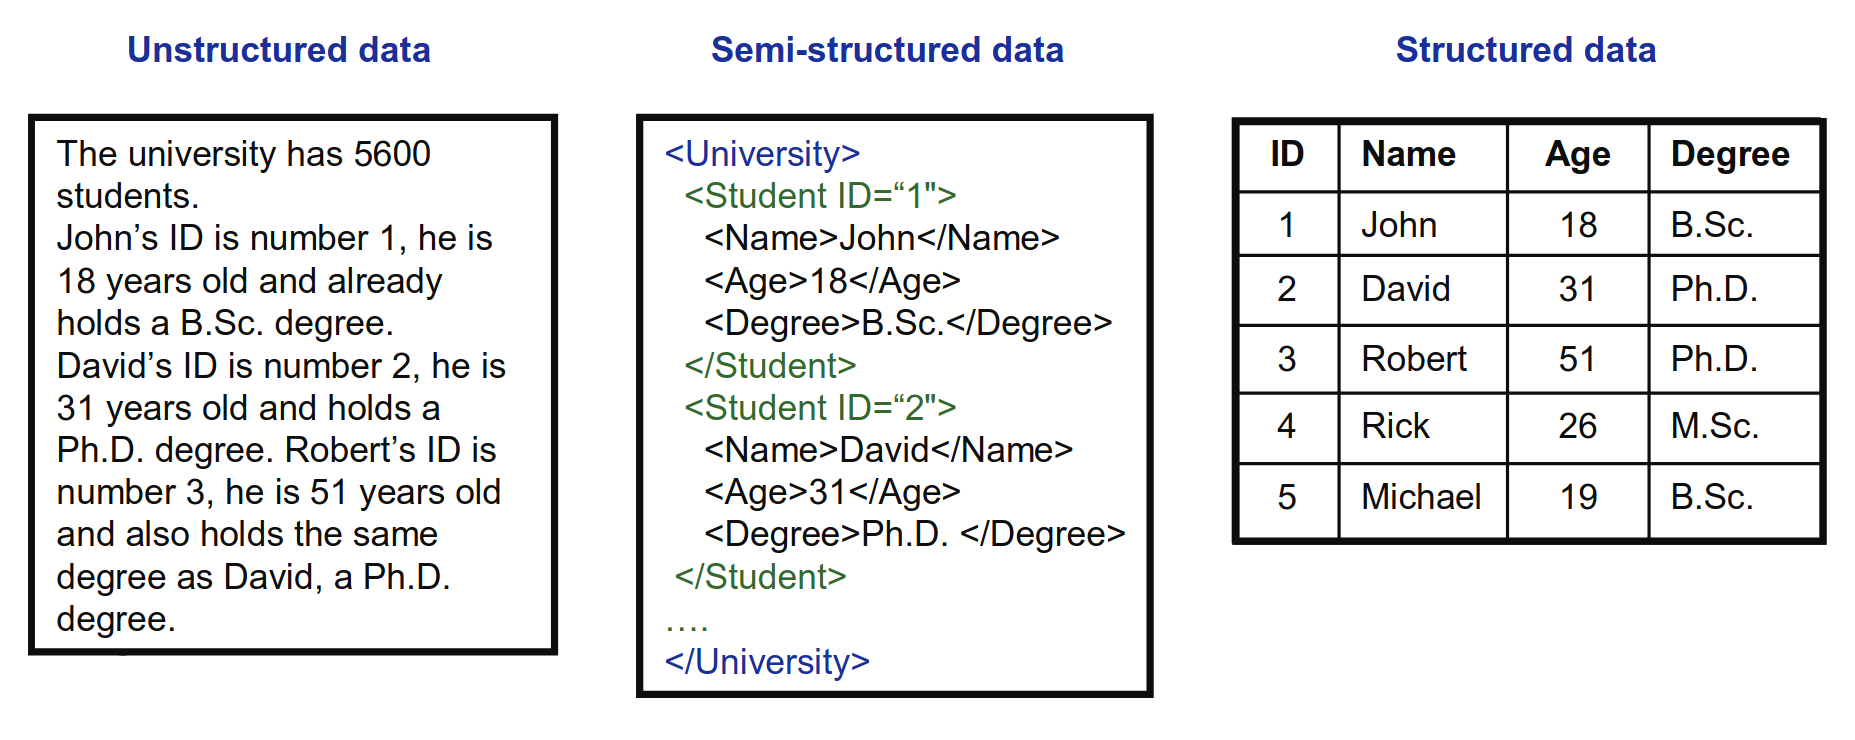 Unstructured data
The university has 5600
students.
John’s ID is number 1, he is
18 years old and already
holds a B.Sc. degree.
David’s ID is number 2, he is
31 years old and holds a
Ph.D. degree. Robert’s ID is
number 3, he is 51 years old
and also holds the same
degree as David, a Ph.D.
degree.
Semi-structured data
<University>
<Student ID=“1">
<Name>John</Name>
<Age>18</Age>
<Degree>B.Sc.</Degree>
</Student>
<Student ID=“2">
<Name>David</Name>
<Age>31</Age>
<Degree>Ph.D. </Degree>
</Student>
….
</University>
Structured data
ID Name Age Degree
1 John 18 B.Sc.
2 David 31 Ph.D.
3 Robert 51 Ph.D.
4 Rick 26 M.Sc.
5 Michael 19 B.Sc.